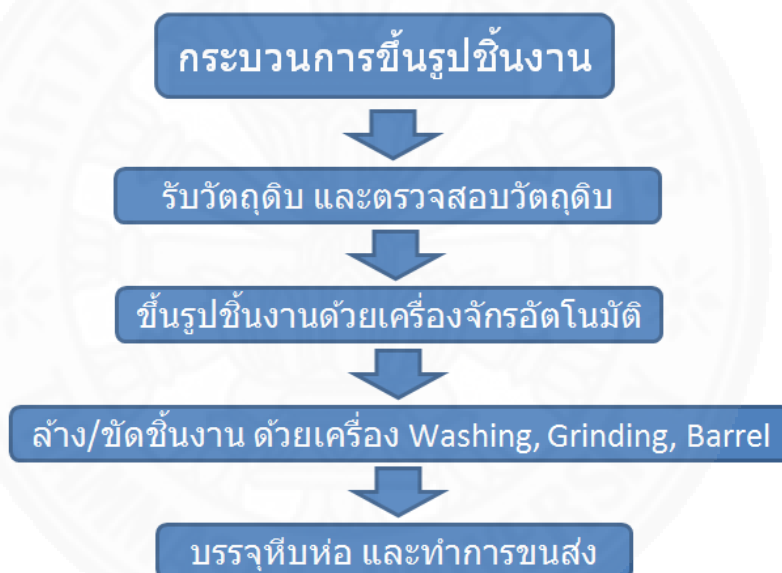 กระบวนการขึ้นรูปชิ้นงาน
รับวัตถุดิบ และตรวจสอบวัตถุดิบ
ขึ้นรูปชิ้นงานด้วยเครื่องจักรอัตโนมัติ
ล้าง/ขัดชิ้นงาน ด้วยเครื่อง Washing, Grinding, Barrel
บรรจุหีบห่อ และทำการขนส่ง